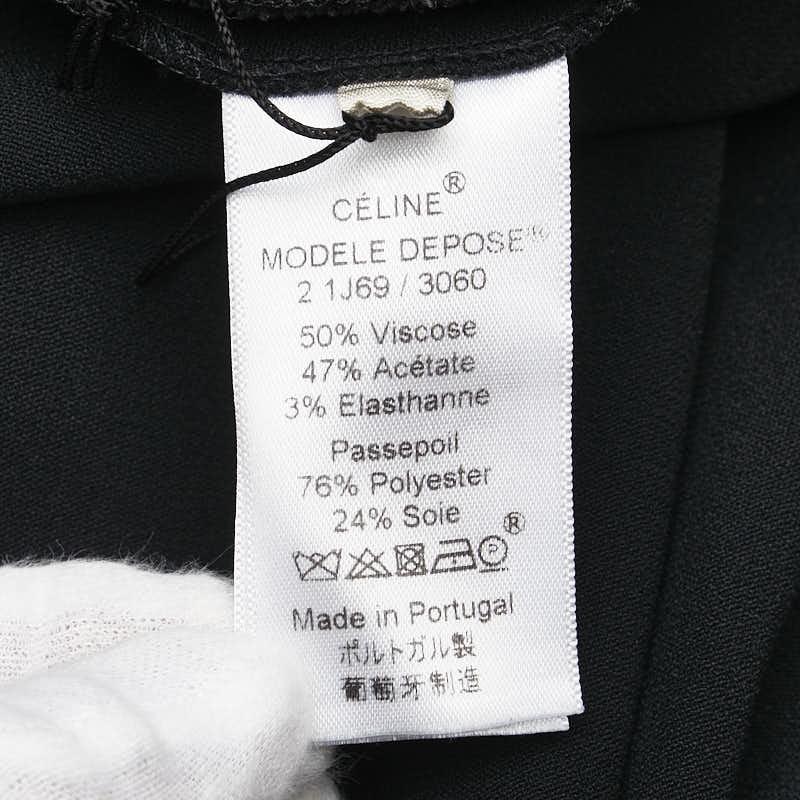 CÉLINE®
MODELE DEPOSE
2 1J69 / 3060
50% Viscose
47% Acétate
3% Elasthanne
Passepoil
76% Polyester
24% Soie
P ®
Made in Portugal
ポルトガル製
葡萄牙制造